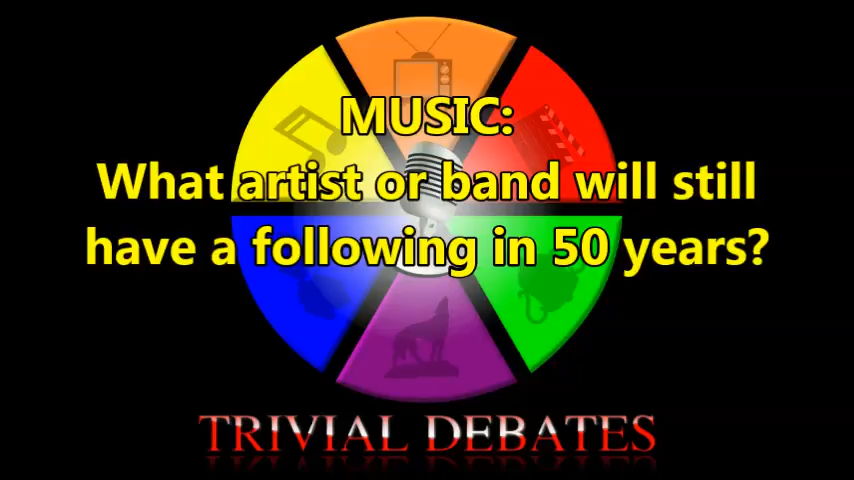 MUSIC:
What artist or band will still
have a following in 50 years?
TRIVIAL DEBATES